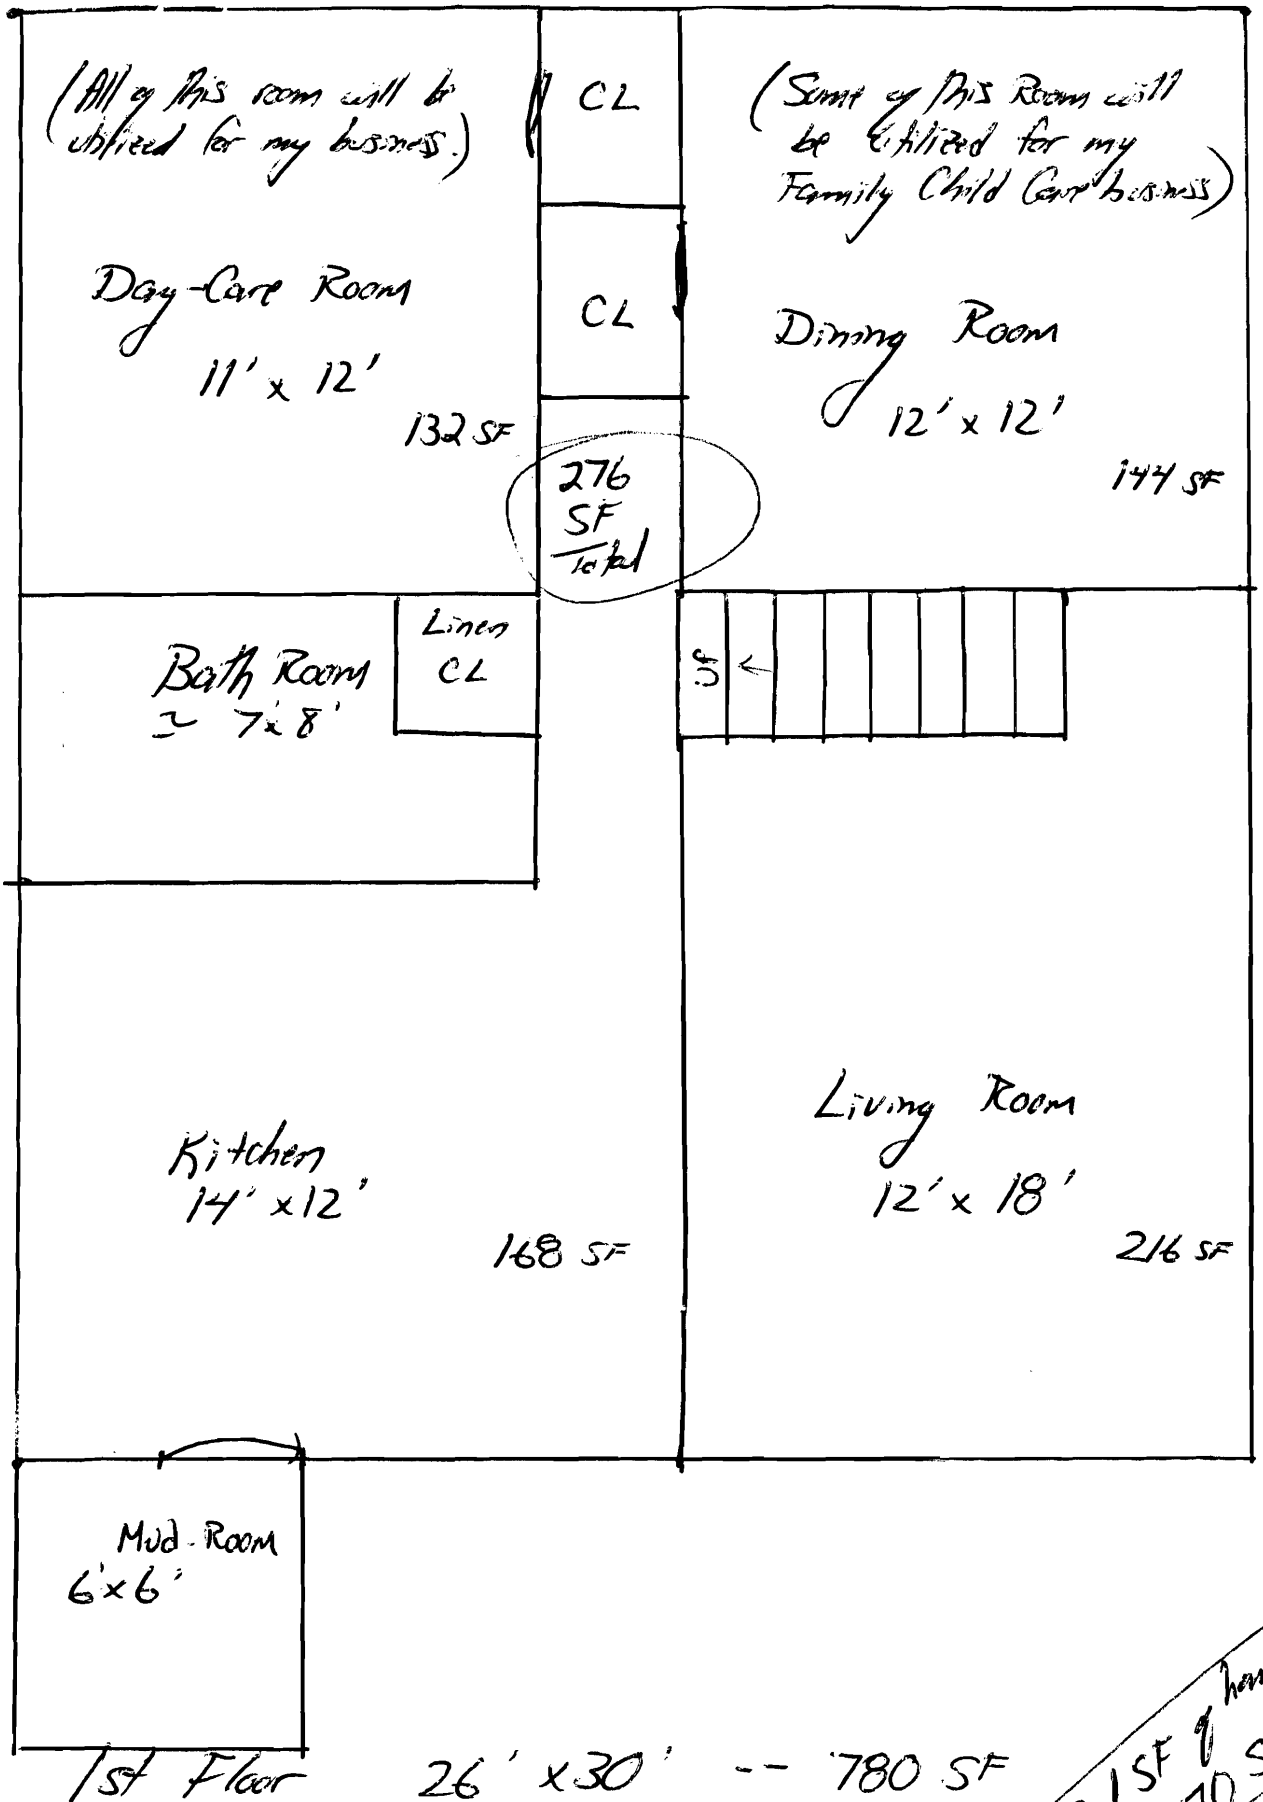 (All of this room will be
utilized for my business.)
Day-Care Room
11' x 12'
132 SF
CL
CL
276
SF
Total
(Some of this Room will
be Utilized for my
Family Child Care business)
Dining Room
12' x 12'
144 SF
Bath Room
≃ 7' x 8'
Linen
CL
UP ←
Kitchen
14' x 12'
168 SF
Living Room
12' x 18'
216 SF
Mud-Room
6' x 6'
1st Floor 26' x 30' -- 780 SF
SF of